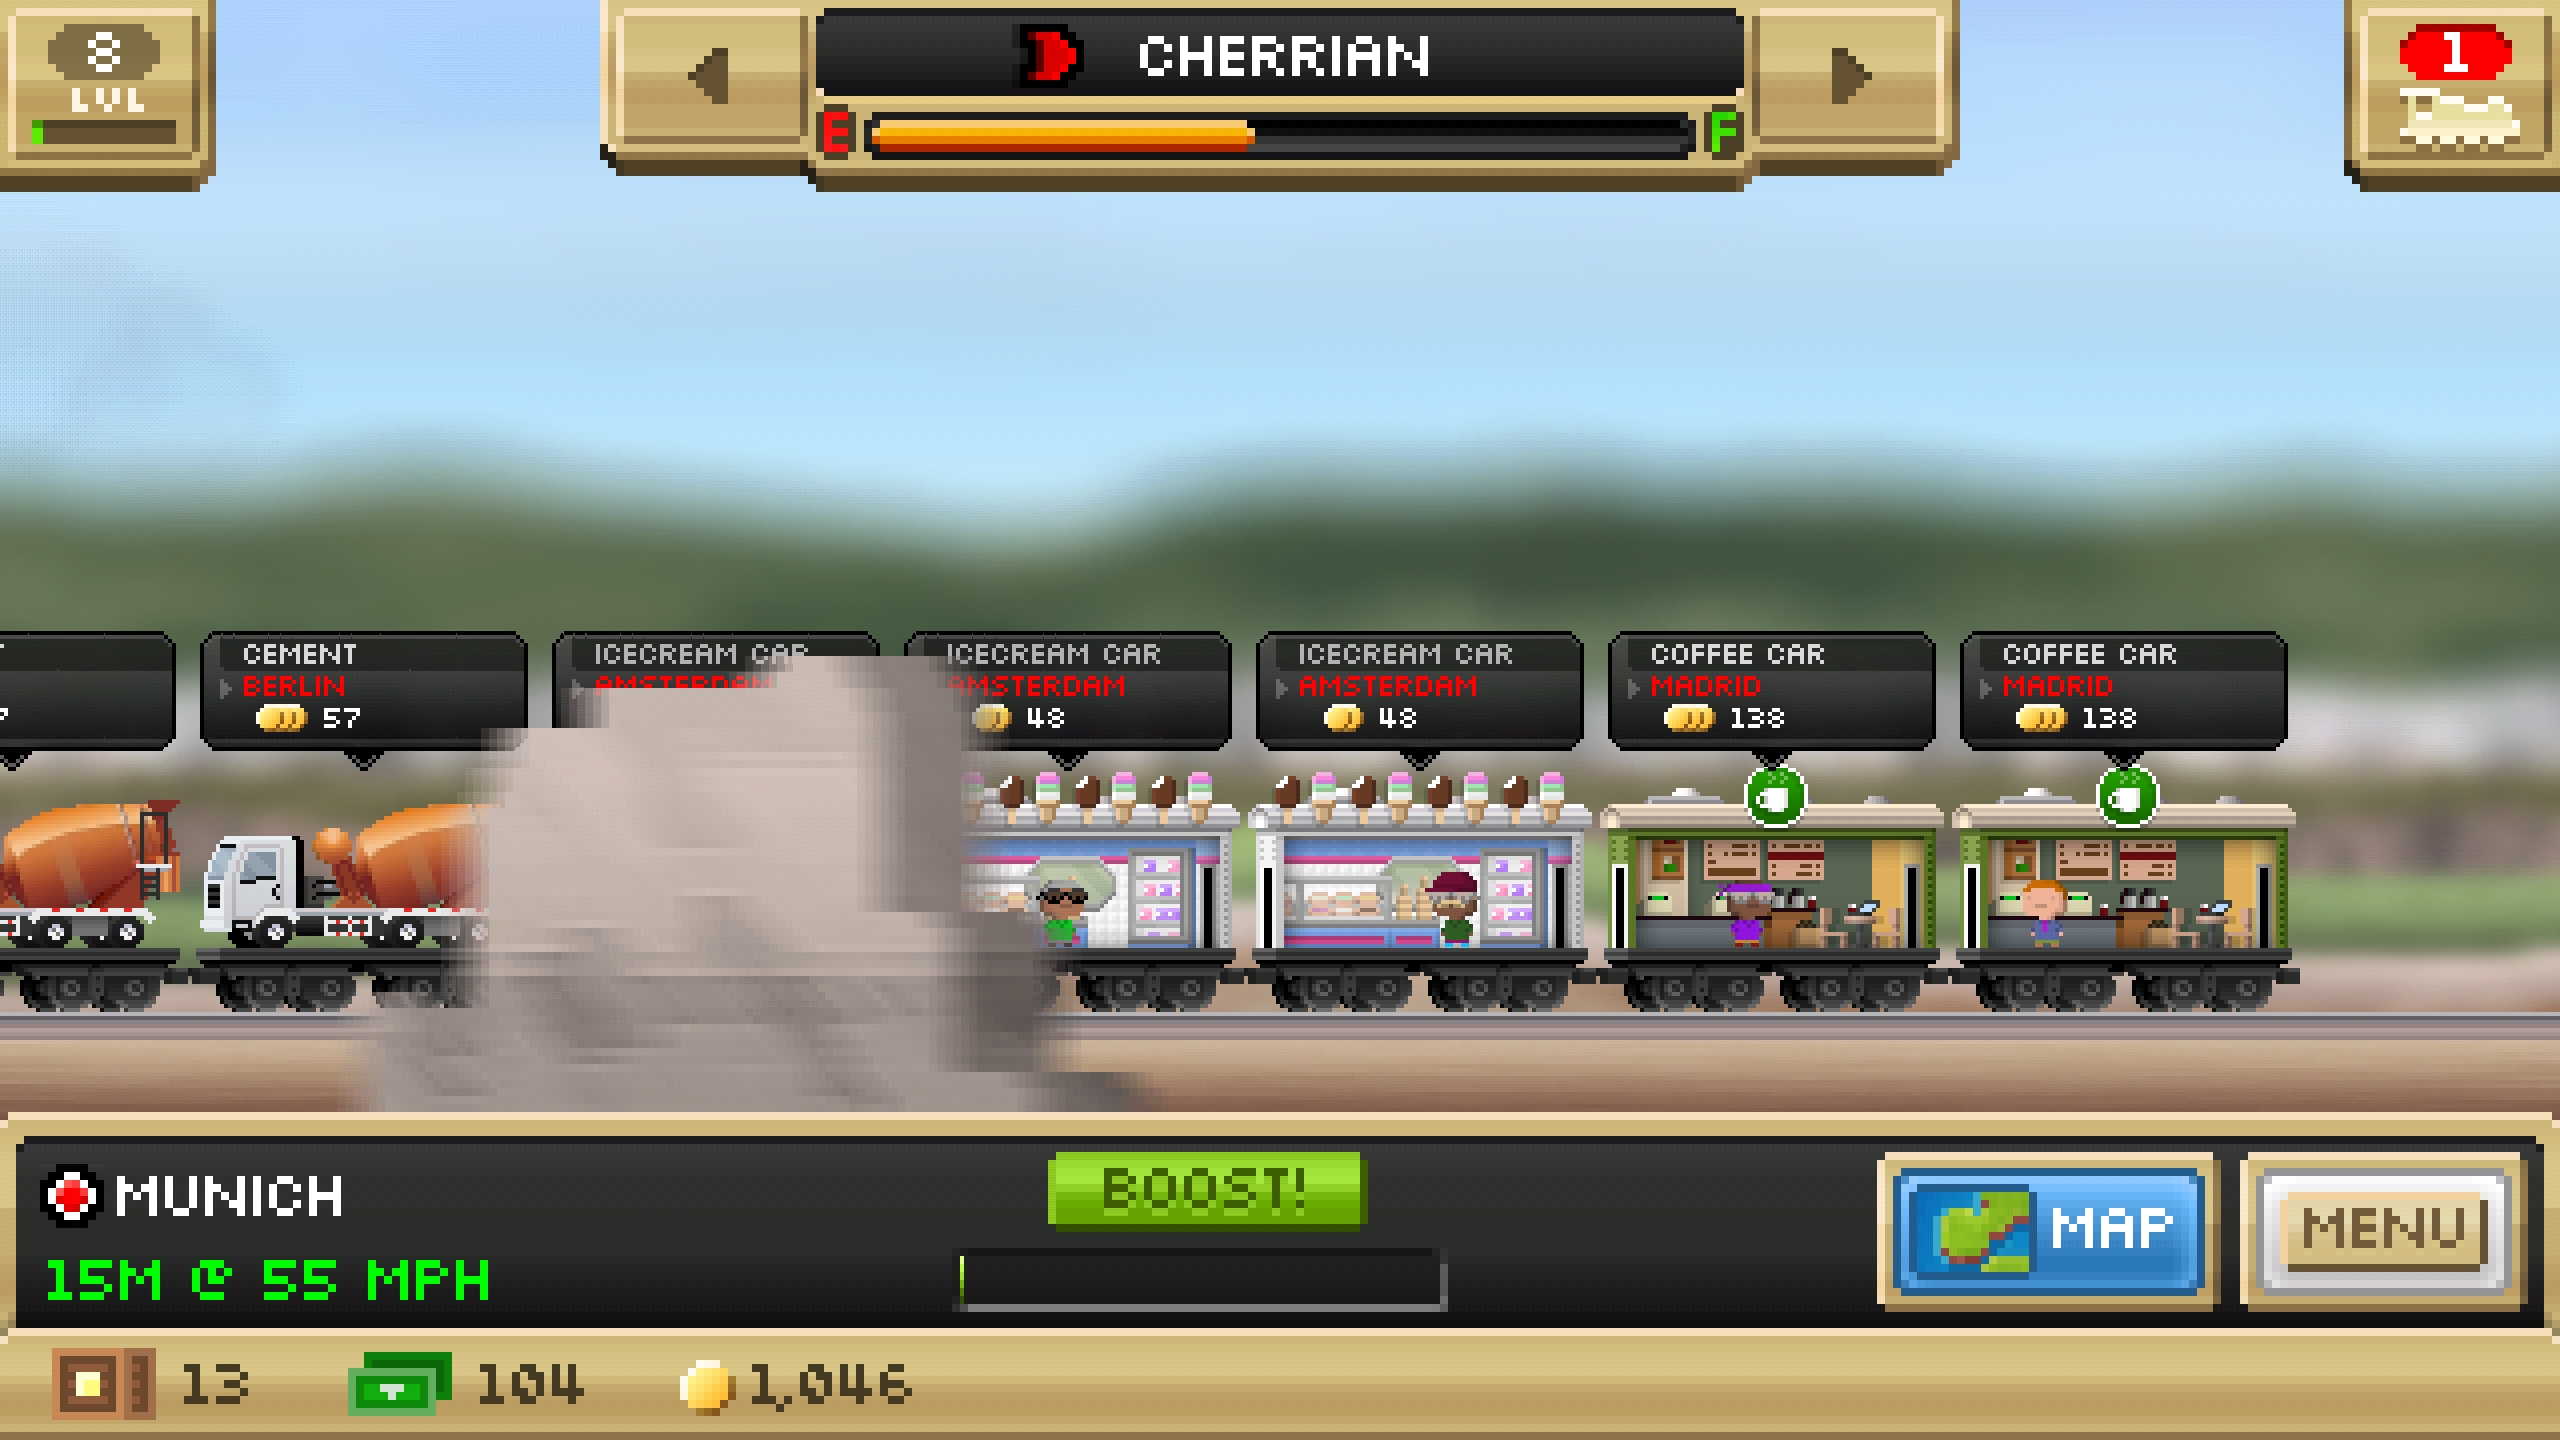 8
LVL
CHERRIAN
E F
1
CEMENT
BERLIN
57
ICECREAM CAR
AMSTERDAM
ICECREAM CAR
AMSTERDAM
48
ICECREAM CAR
AMSTERDAM
48
COFFEE CAR
MADRID
138
COFFEE CAR
MADRID
138
MUNICH
15M @ 55 MPH
BOOST!
MAP
MENU
13
104
1,046